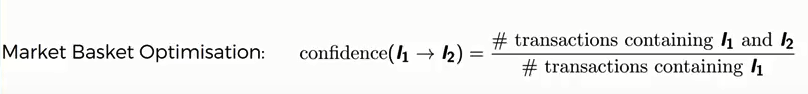 Market Basket Optimisation: confidence(I₁ → I₂) = # transactions containing I₁ and I₂ / # transactions containing I₁